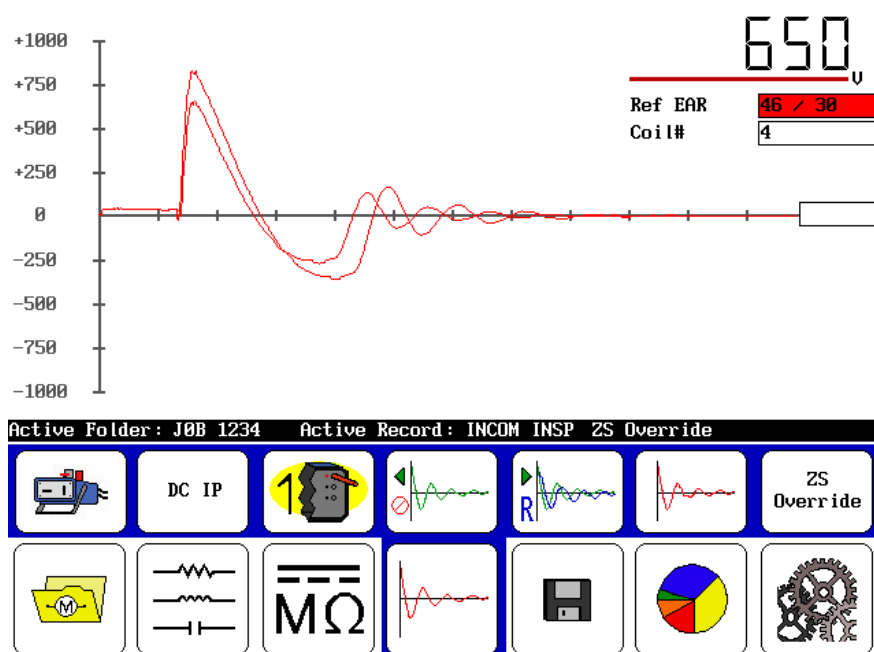 650
V
Ref EAR 46 / 30
Coil# 4
+1000
+750
+500
+250
0
-250
-500
-750
-1000
Active Folder: J0B 1234 Active Record: INCOM INSP ZS Override
DC IP
1
R
ZS
Override
M
MΩ